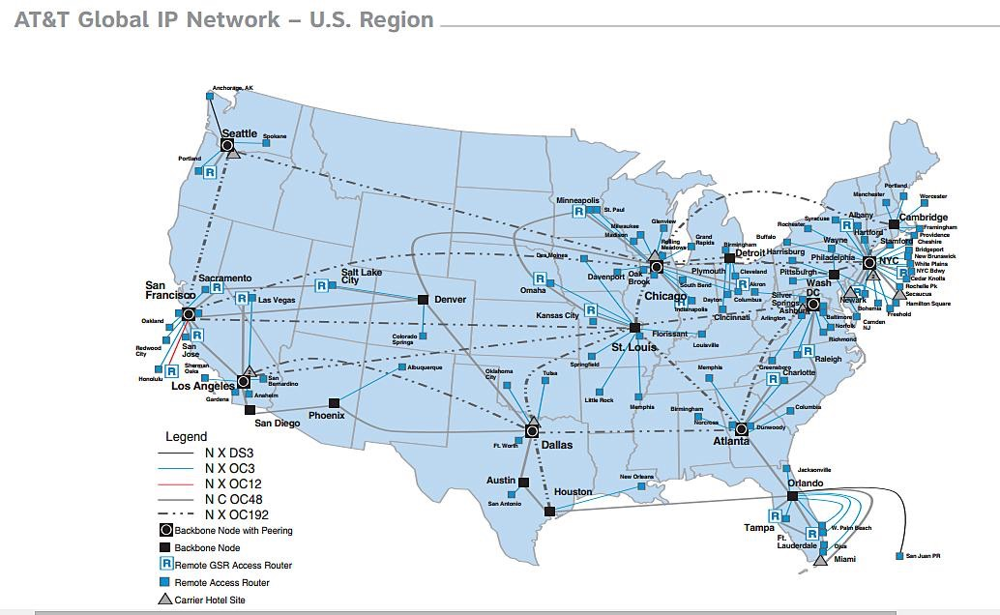 AT&T Global IP Network – U.S. Region
Anchorage, AK
Seattle
Spokane
Portland
R
Portland
Worcester
Manchester
Minneapolis
R
St. Paul
Syracuse
Albany
R
Cambridge
Rochester
Milwaukee
Glenview
Madison
Rolling
Meadows
Grand
Rapids
Buffalo
Hartford
Framingham
Providence
Wayne
Stamford
Cheshire
Birmingham
Detroit
Harrisburg
Philadelphia
NYC
Bridgeport
New Brunswick
White Plains
NYC Bdwy
R
Cedar Knolls
Des Moines
Davenport
Oak
Brook
Plymouth
Cleveland
Pittsburgh
Salt Lake
City
R
Sacramento
R
San
Francisco
R
Las Vegas
Omaha
R
Chicago
South Bend
R
Akron
Wash
DC
Rochelle Pk
Secaucus
Newark
R
Hamilton Square
Denver
Indianapolis
R
Dayton
Columbus
Silver
Springs
Ashburn
Bohemia
Freehold
Kansas City
R
Cincinnati
Arlington
Baltimore
Camden
NJ
Norfolk
Oakland
Redwood
City
San
Jose
R
Colorado
Springs
St. Louis
Florissant
Louisville
Richmond
Honolulu
R
Sherman
Oaks
2
San
Bernardino
Los Angeles
Gardena
Anaheim
Albuquerque
Oklahoma
City
Tulsa
Springfield
Memphis
Greensboro
R
Raleigh
R
Charlotte
San Diego
Phoenix
Little Rock
Memphis
Birmingham
Norcross
Dunwoody
Columbia
Atlanta
Ft. Worth
Dallas
Austin
San Antonio
Houston
New Orleans
Jacksonville
Orlando
Tampa
R
Ft.
Lauderdale
R
W. Palm Beach
Ojus
Miami
San Juan PR
Legend
N X DS3
N X OC3
N X OC12
N C OC48
N X OC192
Backbone Node with Peering
Backbone Node
R Remote GSR Access Router
Remote Access Router
Carrier Hotel Site